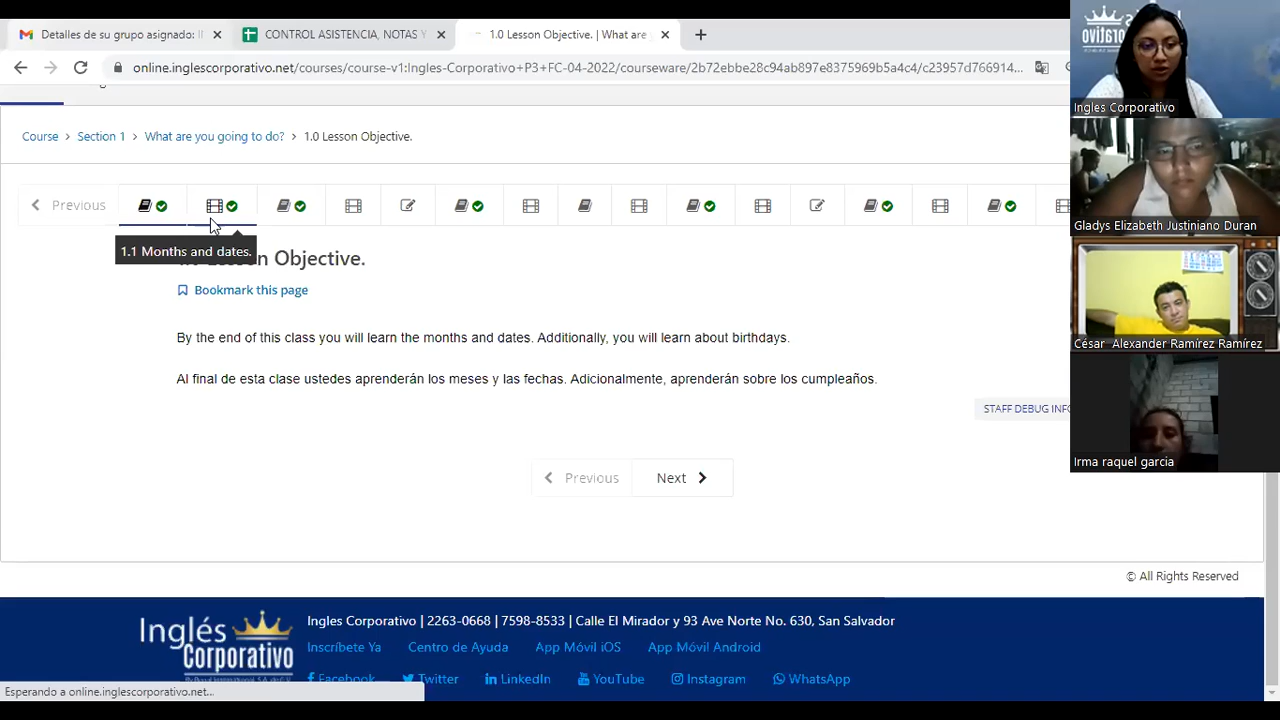 Detalles de su grupo asignado: I
CONTROL ASISTENCIA, NOTAS Y
1.0 Lesson Objective. | What are
online.inglescorporativo.net/courses/course-v1:Ingles-Corporativo+P3+FC-04-2022/courseware/2b72ebbe28c94ab897e8375969b5a4c4/c23957d766914...
Course > Section 1 > What are you going to do? > 1.0 Lesson Objective.
Previous
1.1 Months and dates.
Lesson Objective.
Bookmark this page
By the end of this class you will learn the months and dates. Additionally, you will learn about birthdays.
Al final de esta clase ustedes aprenderán los meses y las fechas. Adicionalmente, aprenderán sobre los cumpleaños.
STAFF DEBUG INFO
Previous
Next
© All Rights Reserved
Inglés Corporativo
Ingles Corporativo | 2263-0668 | 7598-8533 | Calle El Mirador y 93 Ave Norte No. 630, San Salvador
Inscríbete Ya
Centro de Ayuda
App Móvil iOS
App Móvil Android
Facebook
Twitter
LinkedIn
YouTube
Instagram
WhatsApp
Esperando a online.inglescorporativo.net...
Ingles Corporativo
Gladys Elizabeth Justiniano Duran
César Alexander Ramírez Ramírez
Irma raquel garcia